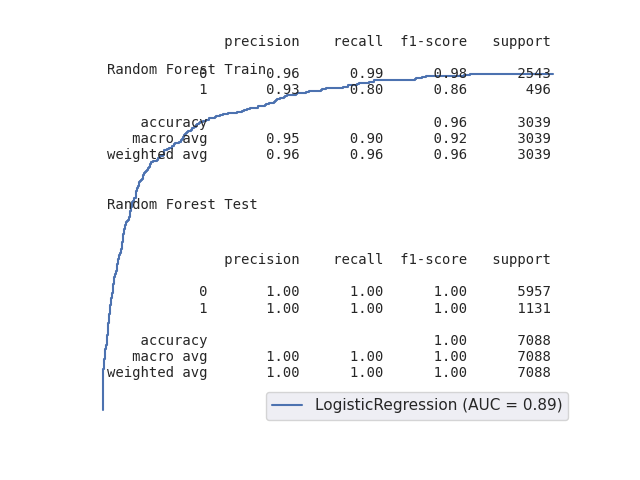 precision recall f1-score support
Random Forest Train
0 0.96 0.99 0.98 2543
1 0.93 0.80 0.86 496
accuracy 0.96 3039
macro avg 0.95 0.90 0.92 3039
weighted avg 0.96 0.96 0.96 3039
Random Forest Test
precision recall f1-score support
0 1.00 1.00 1.00 5957
1 1.00 1.00 1.00 1131
accuracy 1.00 7088
macro avg 1.00 1.00 1.00 7088
weighted avg 1.00 1.00 1.00 7088
LogisticRegression (AUC = 0.89)